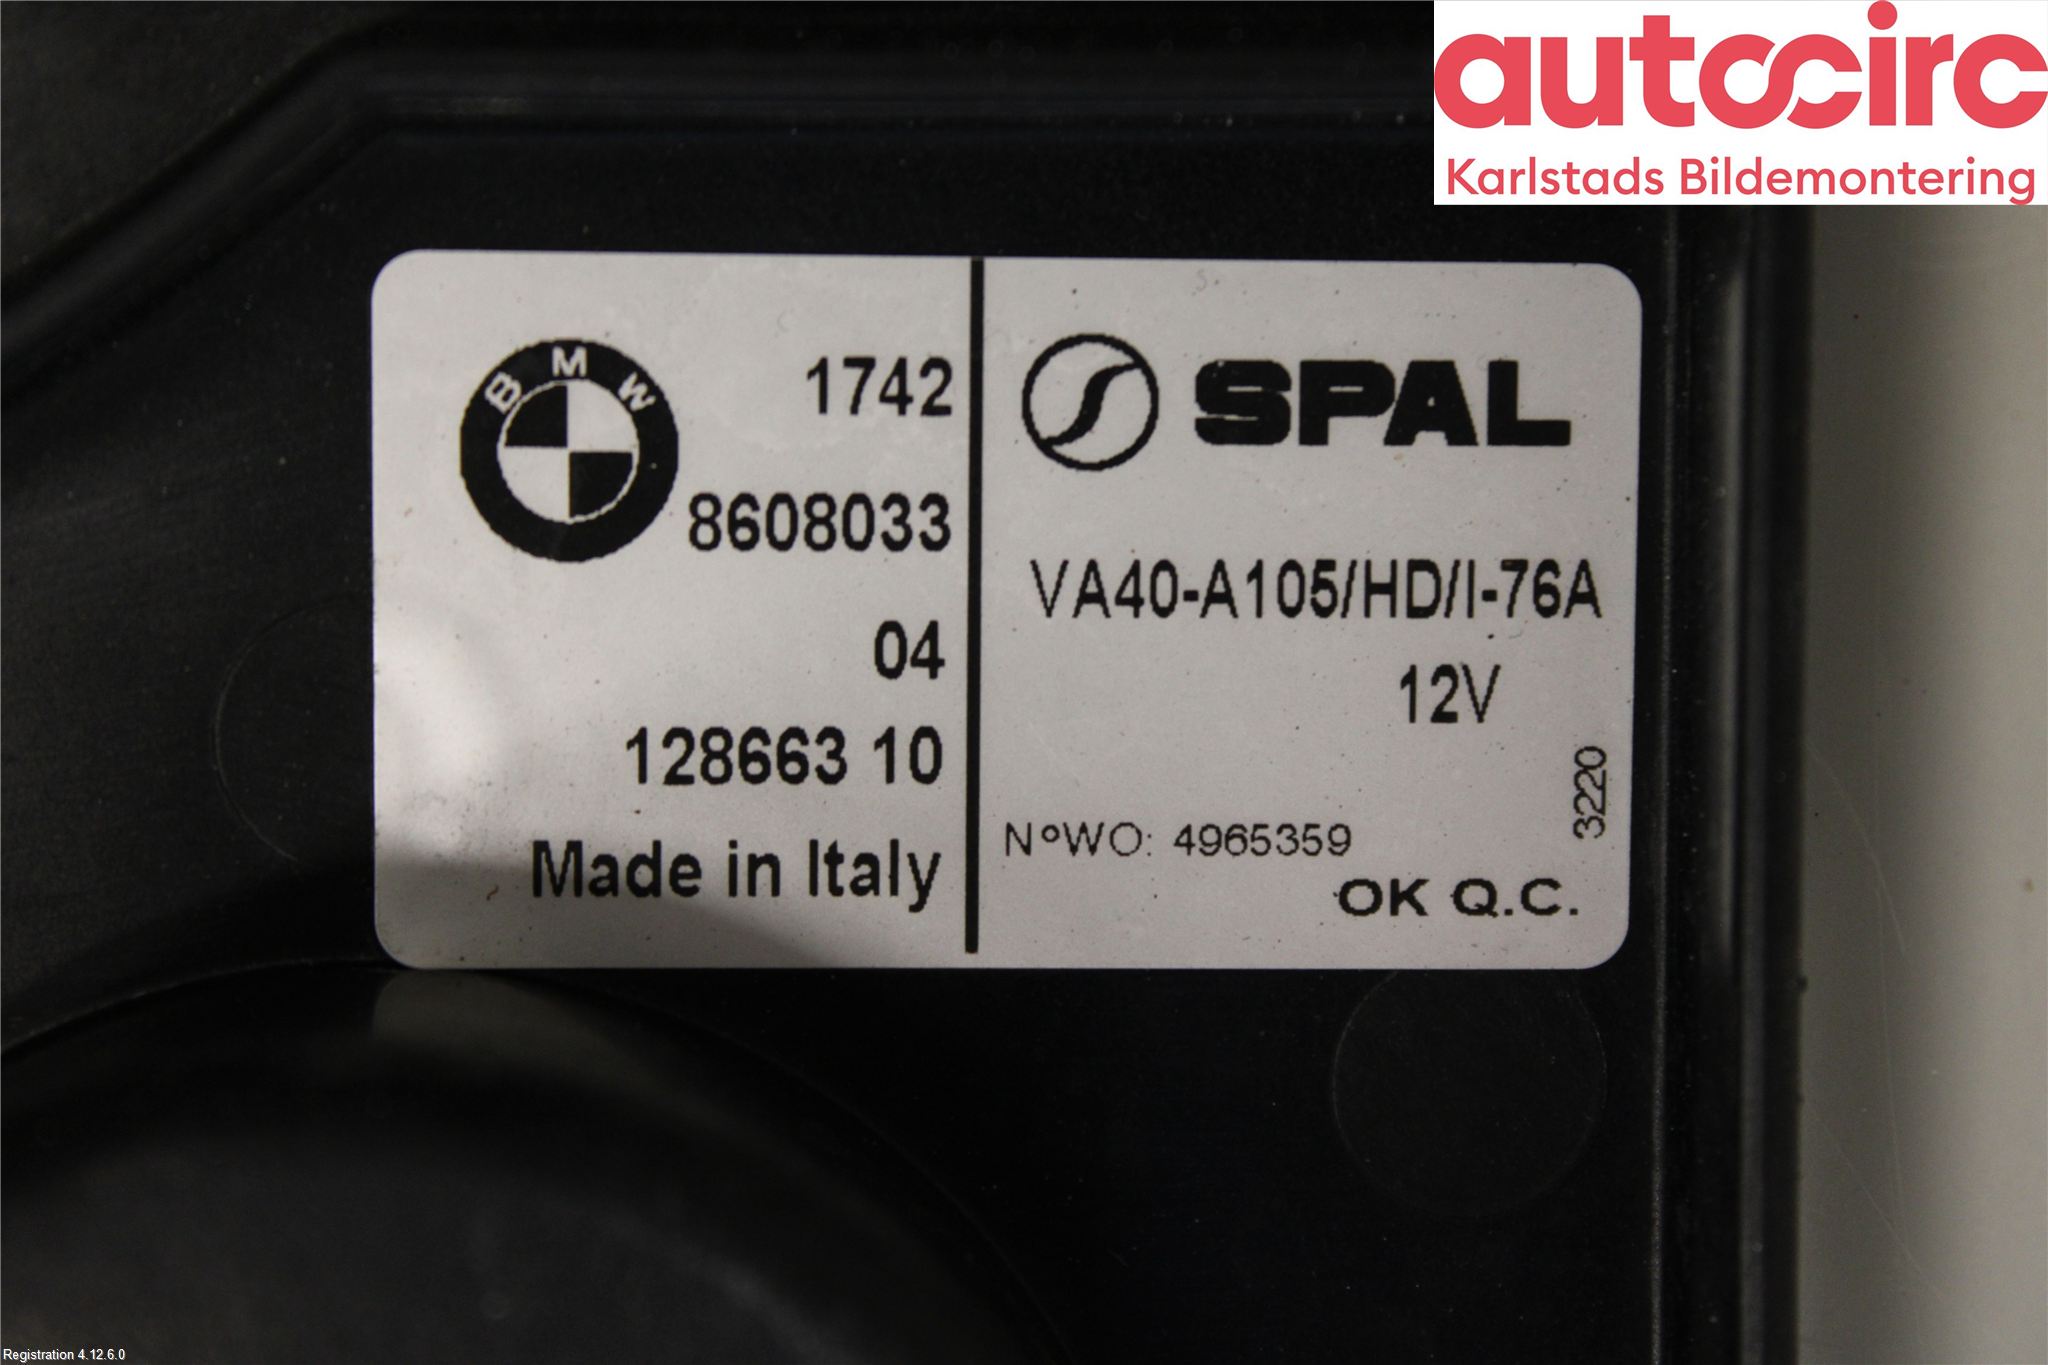 autocirc
Karlstads Bildemontering
BMW
1742
8608033
04
128663 10
Made in Italy
SPAL
VA40-A105/HD/I-76A
12V
3220
N°WO: 4965359
OK Q.C.
Registration 4.12.6.0